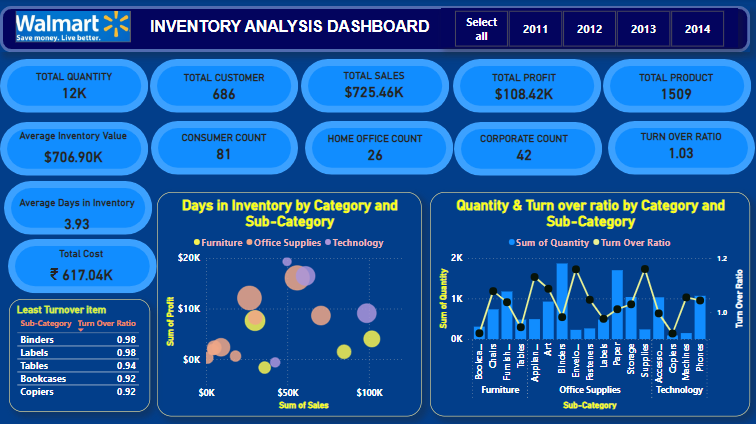 Walmart
Save money. Live better.
INVENTORY ANALYSIS DASHBOARD
Select all
2011
2012
2013
2014
TOTAL QUANTITY
12K
TOTAL CUSTOMER
686
TOTAL SALES
$725.46K
TOTAL PROFIT
$108.42K
TOTAL PRODUCT
1509
Average Inventory Value
$706.90K
CONSUMER COUNT
81
HOME OFFICE COUNT
26
CORPORATE COUNT
42
TURN OVER RATIO
1.03
Average Days in Inventory
3.93
Total Cost
₹ 617.04K
Least Turnover Item
Sub-Category Turn Over Ratio
Binders 0.98
Labels 0.98
Tables 0.94
Bookcases 0.92
Copiers 0.92
Days in Inventory by Category and
Sub-Category
Furniture Office Supplies Technology
Sum of Profit
$20K
$10K
$0K
$0K $50K $100K
Sum of Sales
Quantity & Turn over ratio by Category and
Sub-Category
Sum of Quantity Turn Over Ratio
Sum of Quantity
2K
1K
0K
1.2
1.0
Turn Over Ratio
Bookca...
Chairs
Furnish...
Tables
Applian...
Art
Binders
Envelo...
Fasteners
Labels
Paper
Storage
Supplies
Accesso...
Copiers
Machines
Phones
Furniture Office Supplies Technology
Sub-Category